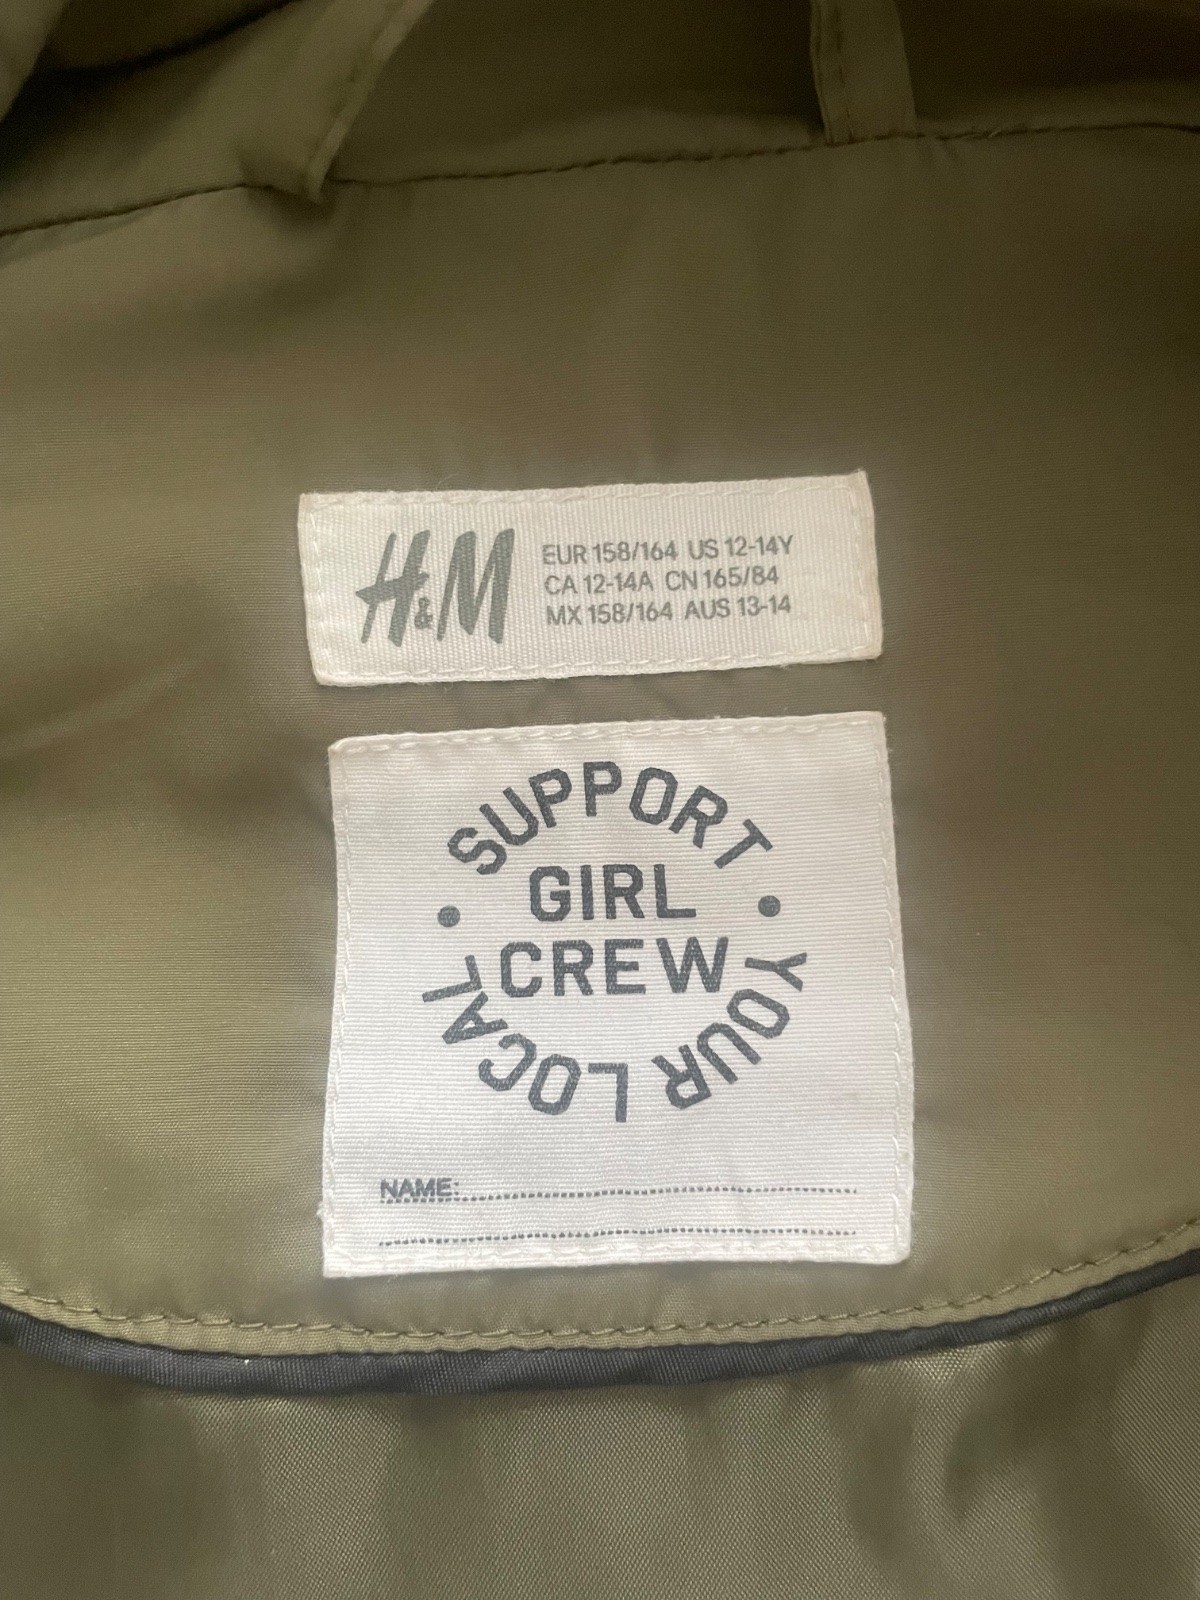 H&M
EUR 158/164 US 12-14Y
CA 12-14A CN 165/84
MX 158/164 AUS 13-14
SUPPORT
• YOUR LOCAL •
GIRL
CREW
NAME: